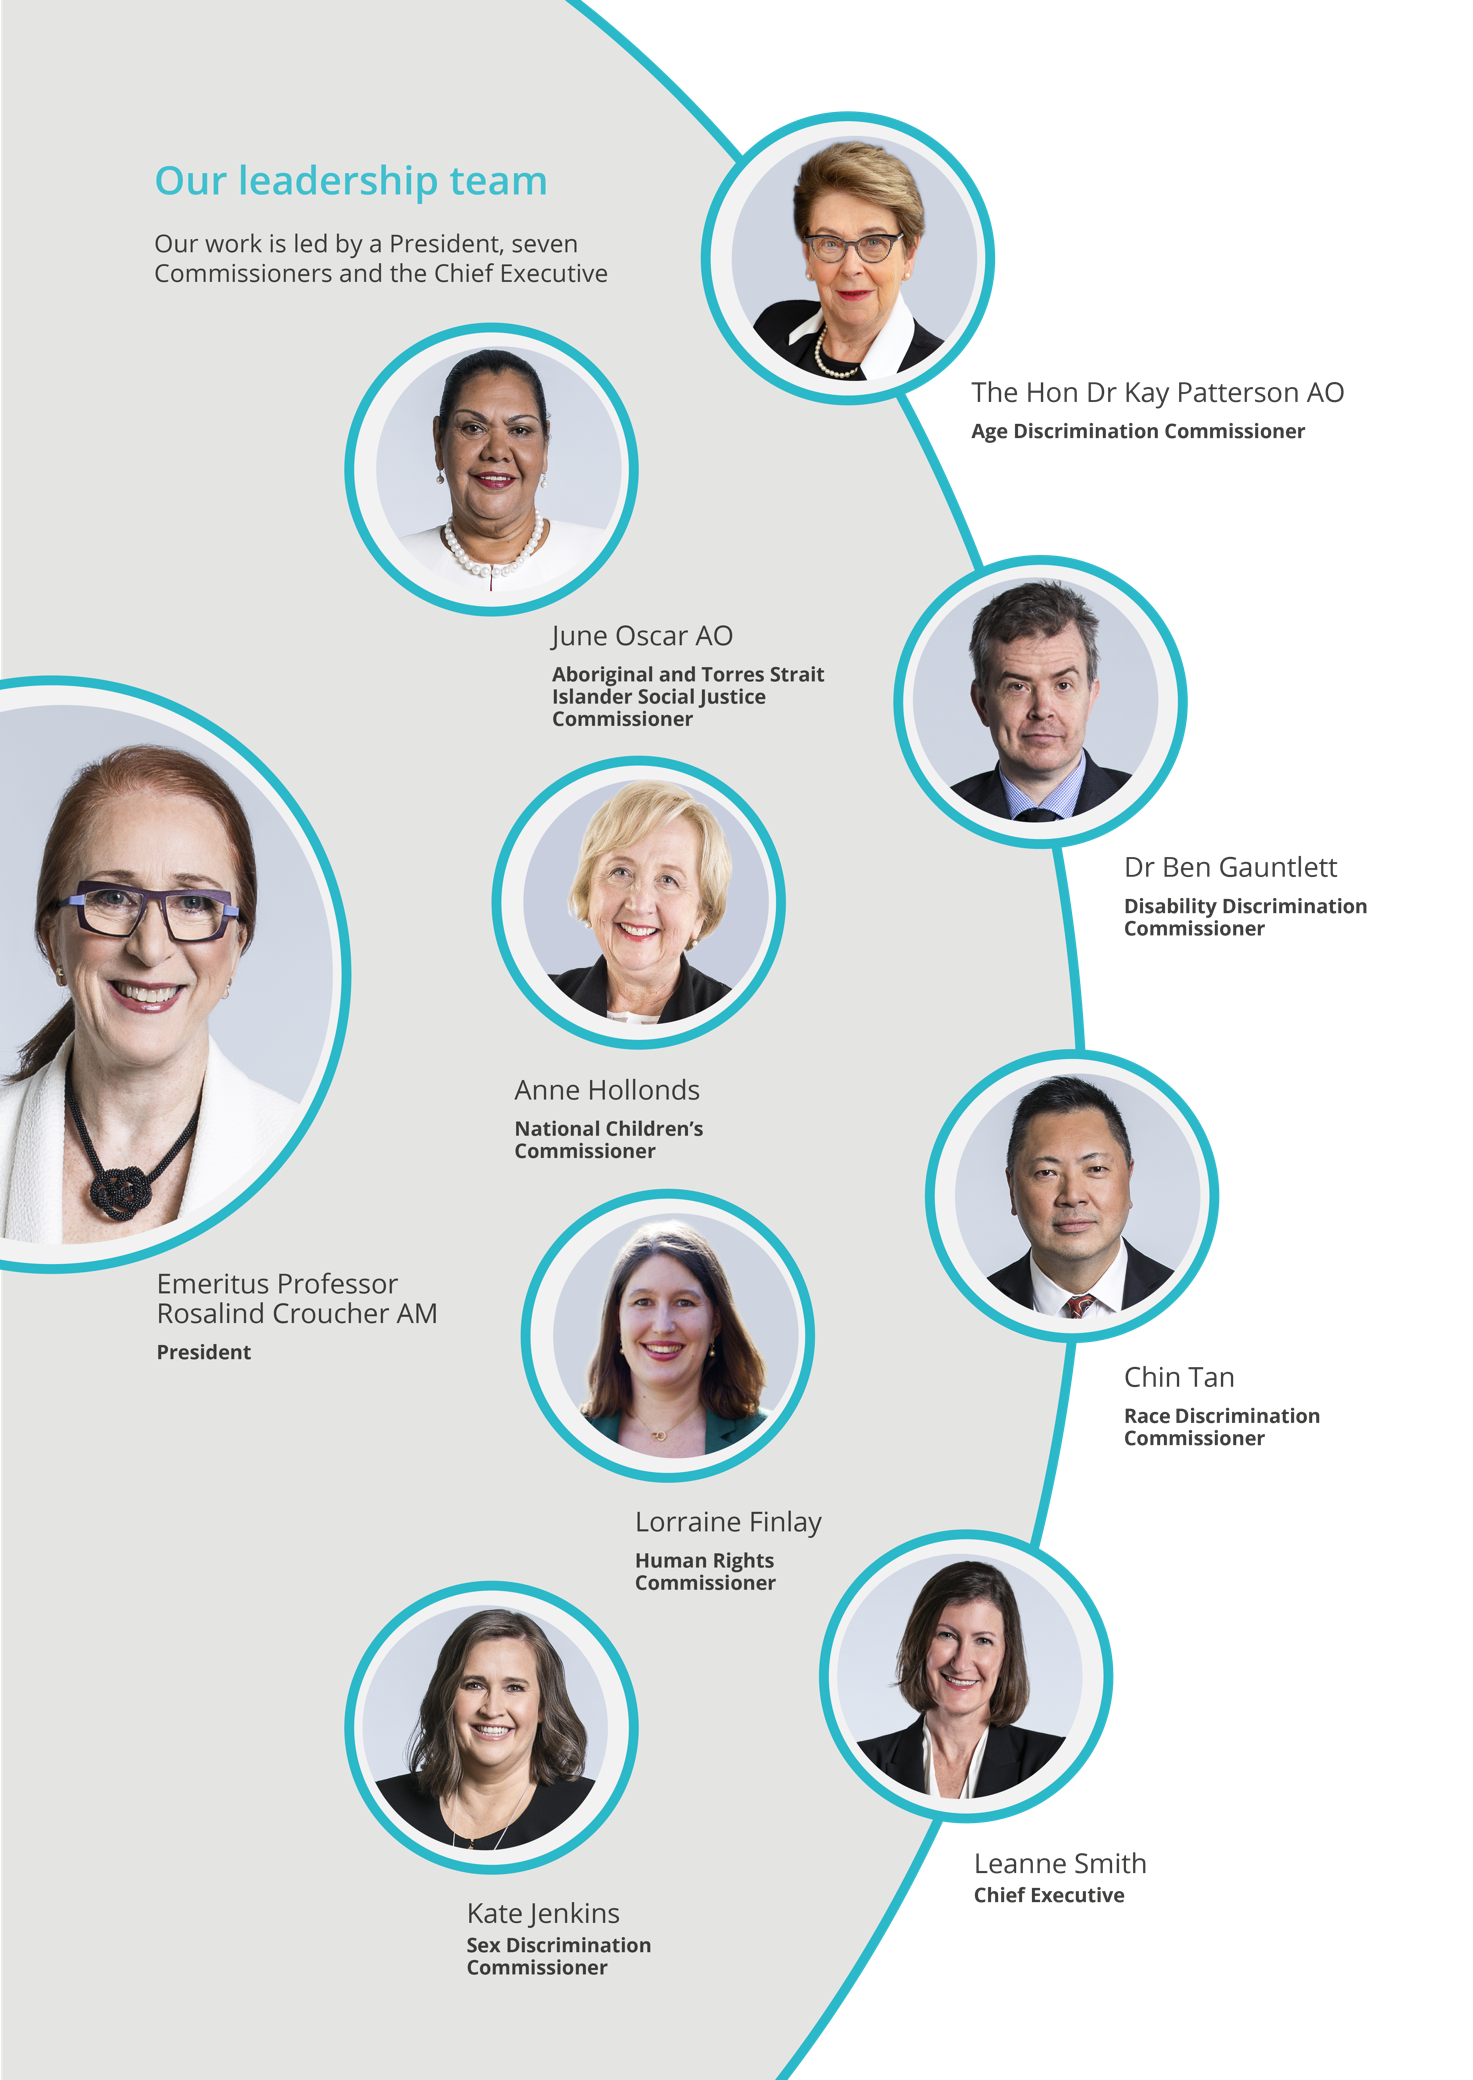 Our leadership team
Our work is led by a President, seven
Commissioners and the Chief Executive
The Hon Dr Kay Patterson AO
Age Discrimination Commissioner
June Oscar AO
Aboriginal and Torres Strait
Islander Social Justice
Commissioner
Dr Ben Gauntlett
Disability Discrimination
Commissioner
Anne Hollonds
National Children’s
Commissioner
Emeritus Professor
Rosalind Croucher AM
President
Chin Tan
Race Discrimination
Commissioner
Lorraine Finlay
Human Rights
Commissioner
Leanne Smith
Chief Executive
Kate Jenkins
Sex Discrimination
Commissioner